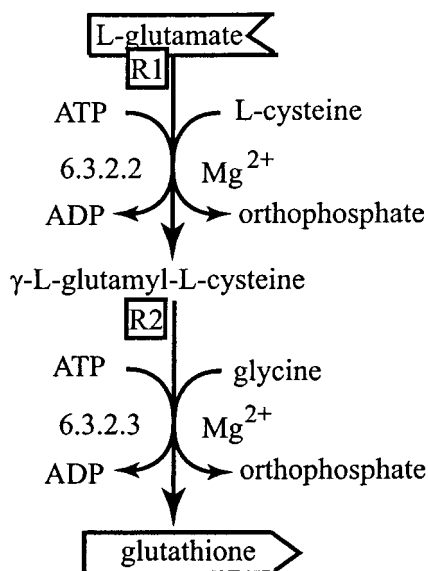 L-glutamate
R1
ATP L-cysteine
6.3.2.2 Mg2+
ADP orthophosphate
γ-L-glutamyl-L-cysteine
R2
ATP glycine
6.3.2.3 Mg2+
ADP orthophosphate
glutathione